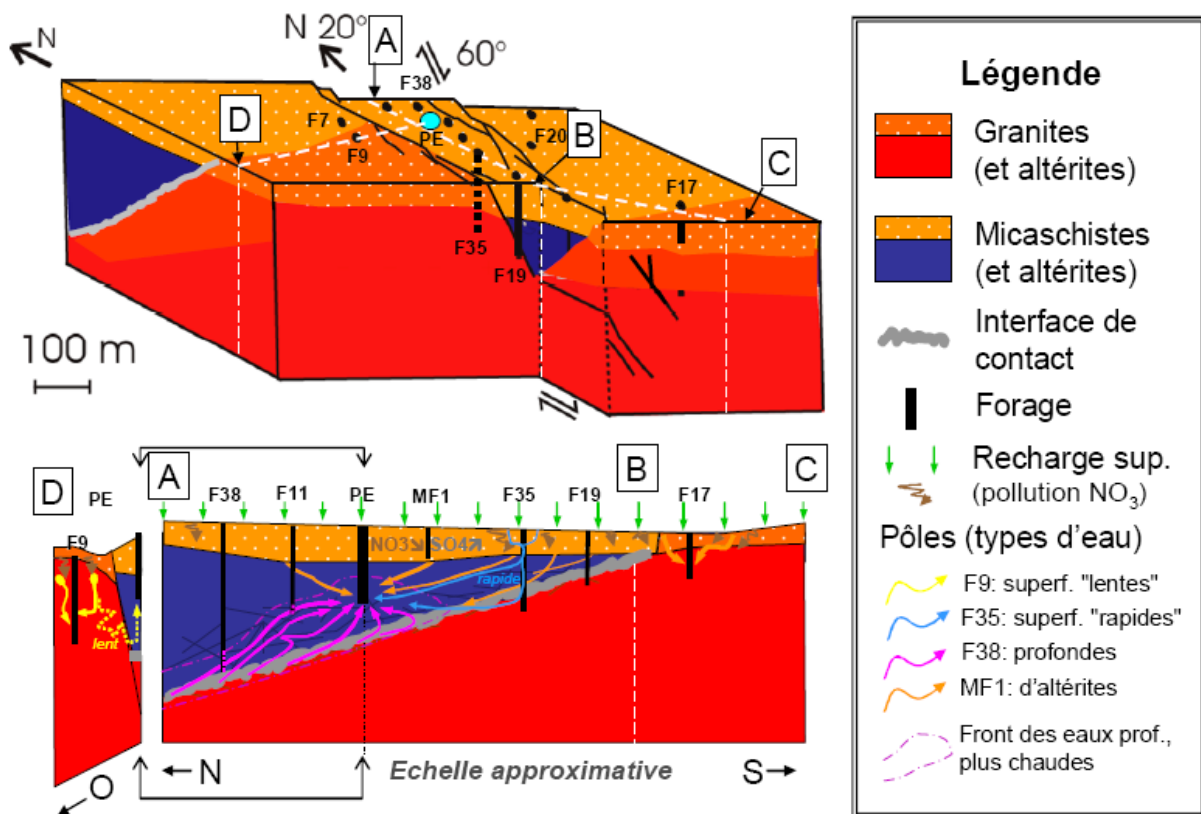 N
N 20°
A
60°
F38
D
F7
F9
PE
F20
B
C
F17
F35
F19
100 m
D
PE
A
B
C
F9
F38
F11
PE
MF1
F35
F19
F17
NO3
SO4
rapide
lent
O
N
Echelle approximative
S
Légende
Granites
(et altérites)
Micaschistes
(et altérites)
Interface de
contact
Forage
Recharge sup.
(pollution NO3)
Pôles (types d'eau)
F9: superf. "lentes"
F35: superf. "rapides"
F38: profondes
MF1: d'altérites
Front des eaux prof.,
plus chaudes